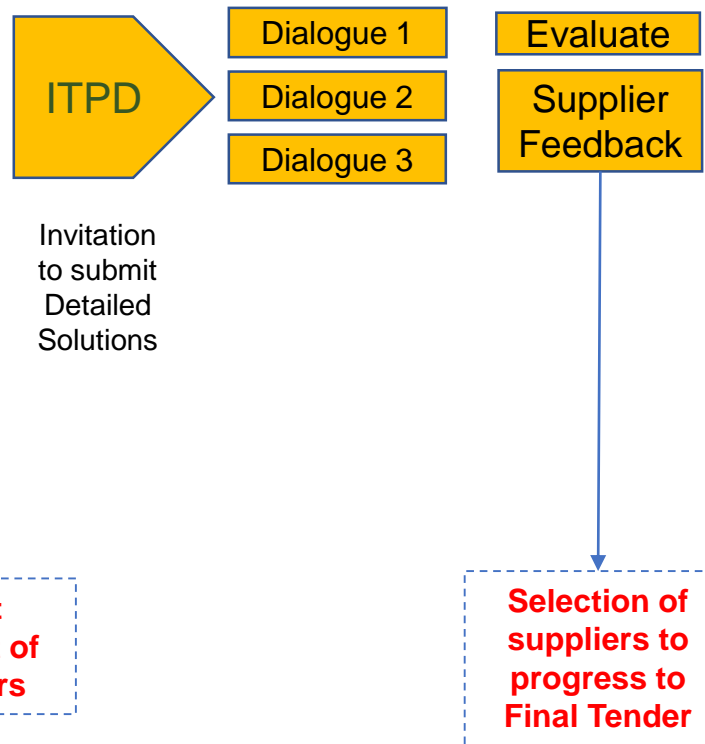 ITPD
Dialogue 1
Dialogue 2
Dialogue 3
Evaluate
Supplier
Feedback
Invitation
to submit
Detailed
Solutions
of
Selection of
suppliers to
progress to
Final Tender